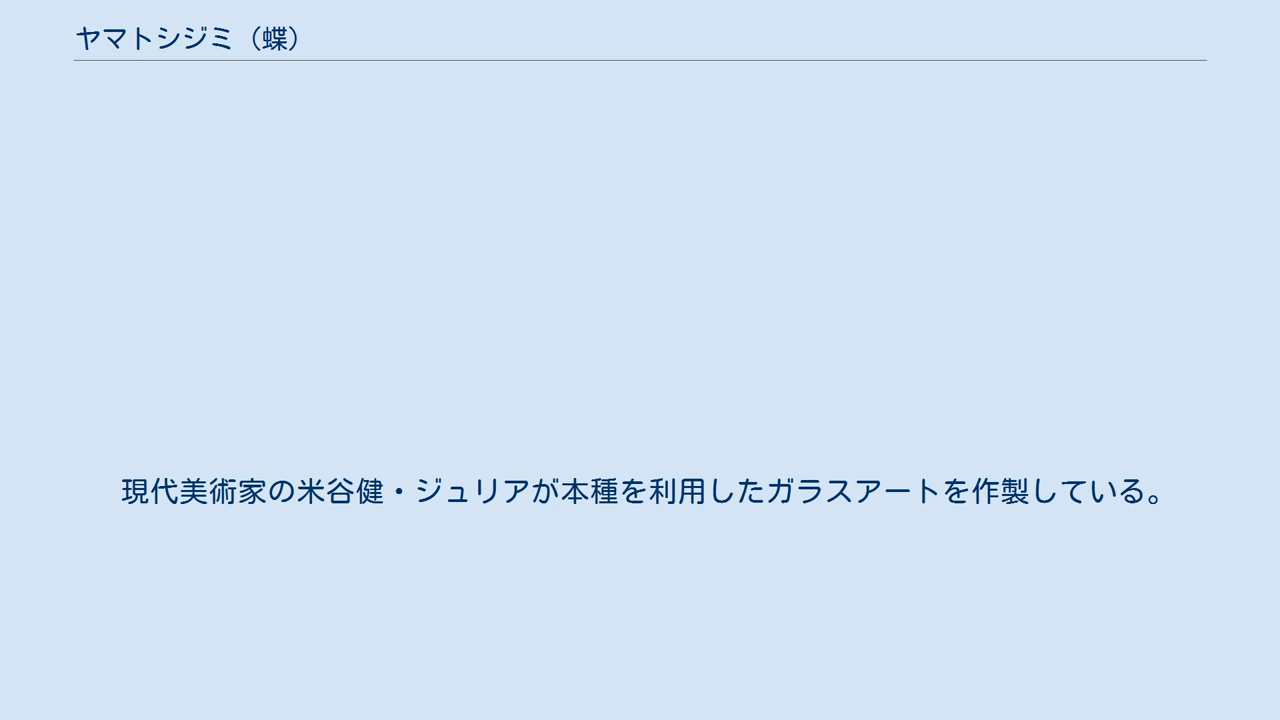 ヤマトシジミ（蝶）
現代美術家の米谷健・ジュリアが本種を利用したガラスアートを作製している。